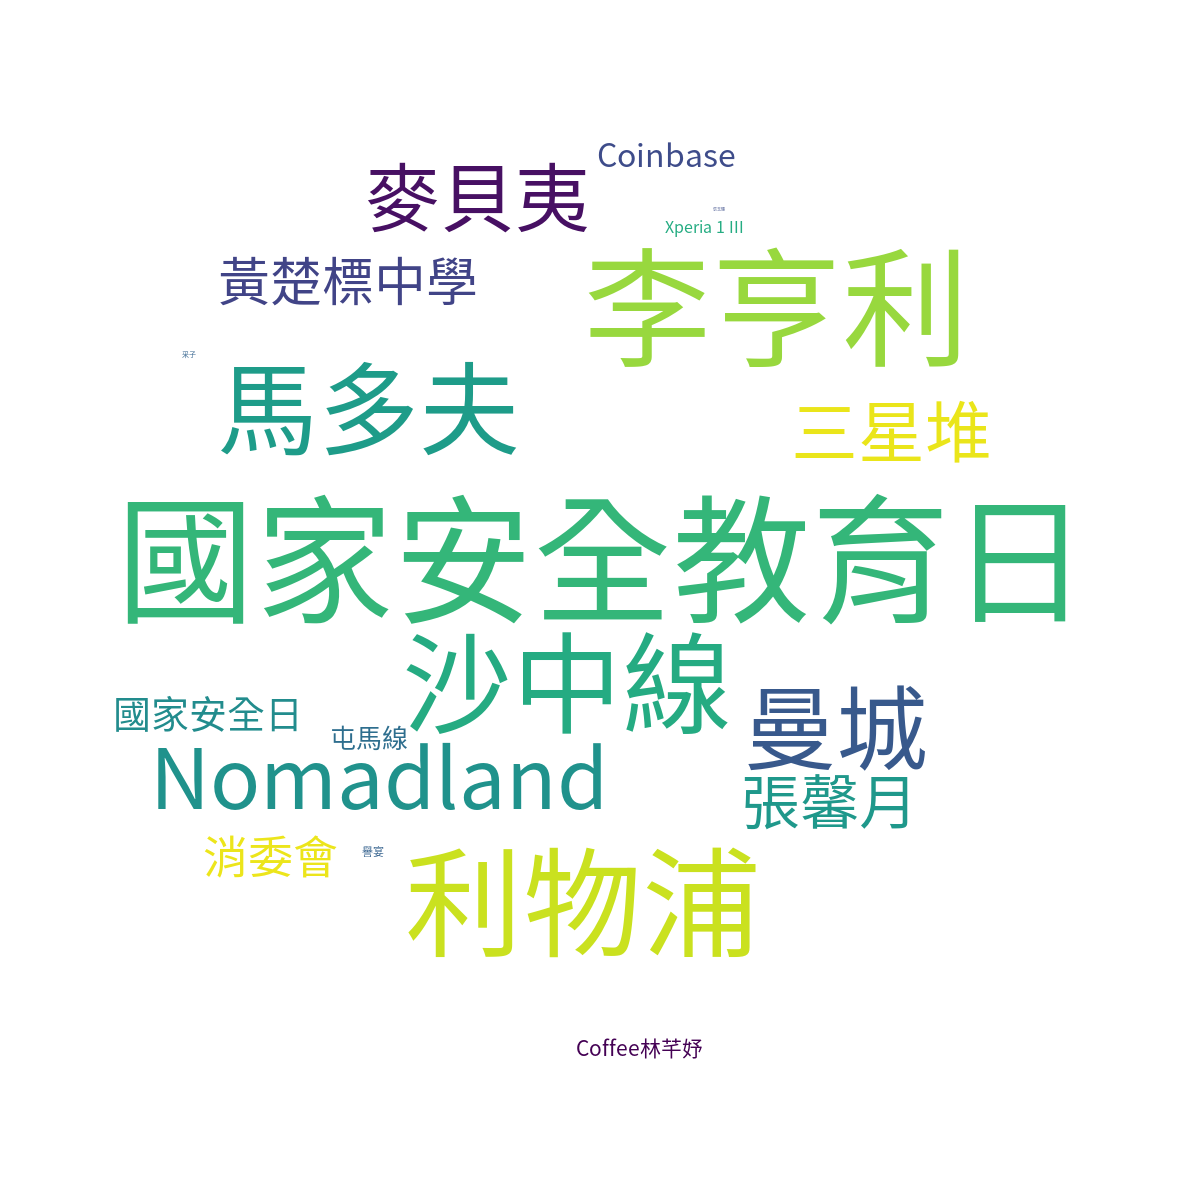 Coinbase
麥貝夷
Xperia 1 III
黃楚標中學
李亨利
呆子
馬多夫
三星堆
國家安全教育日
沙中線
曼城
國家安全日
屯馬線
Nomadland
張馨月
消委會
譽宴
利物浦
Coffee林芊妤